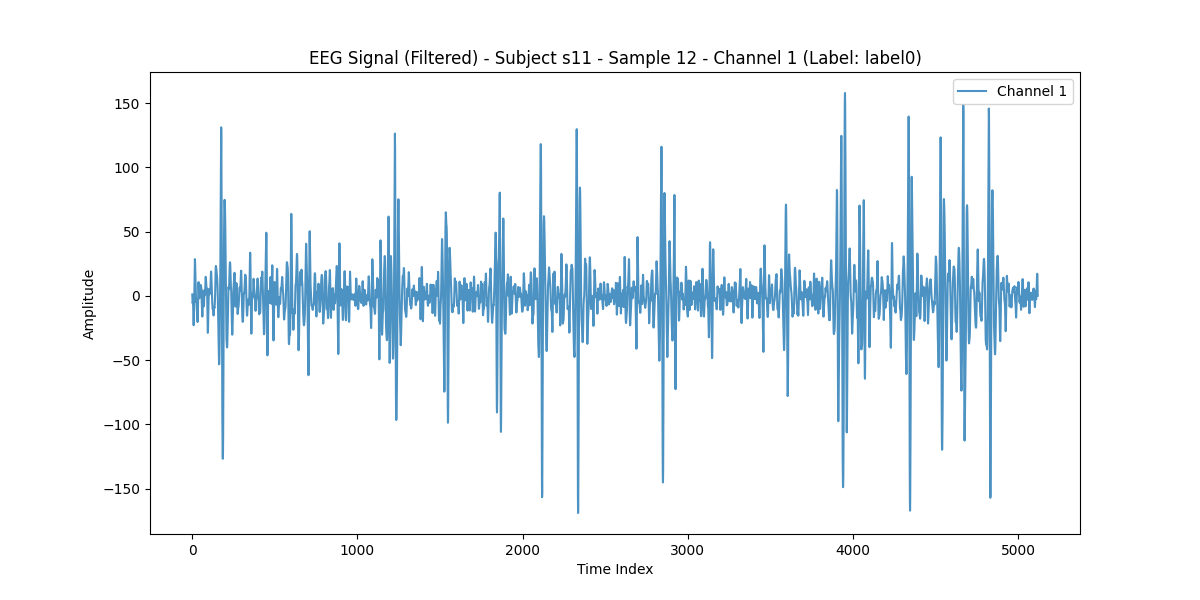 EEG Signal (Filtered) - Subject s11 - Sample 12 - Channel 1 (Label: label0)
Channel 1
150
100
50
0
−50
−100
−150
Amplitude
0 1000 2000 3000 4000 5000
Time Index